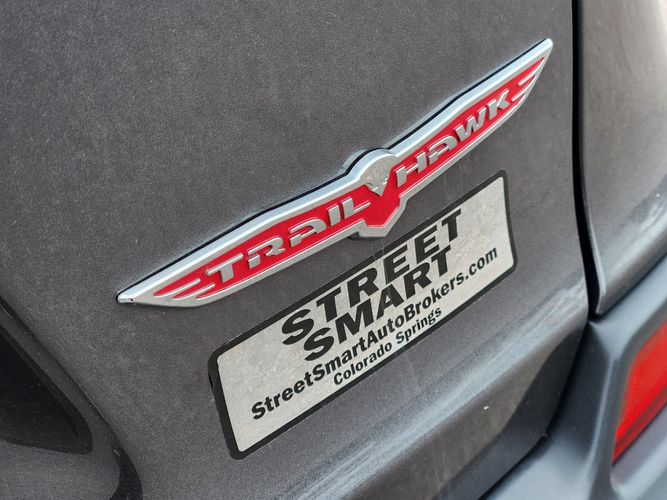 TRAILHAWK
STREET
SMART
StreetSmartAutoBrokers.com
Colorado Springs